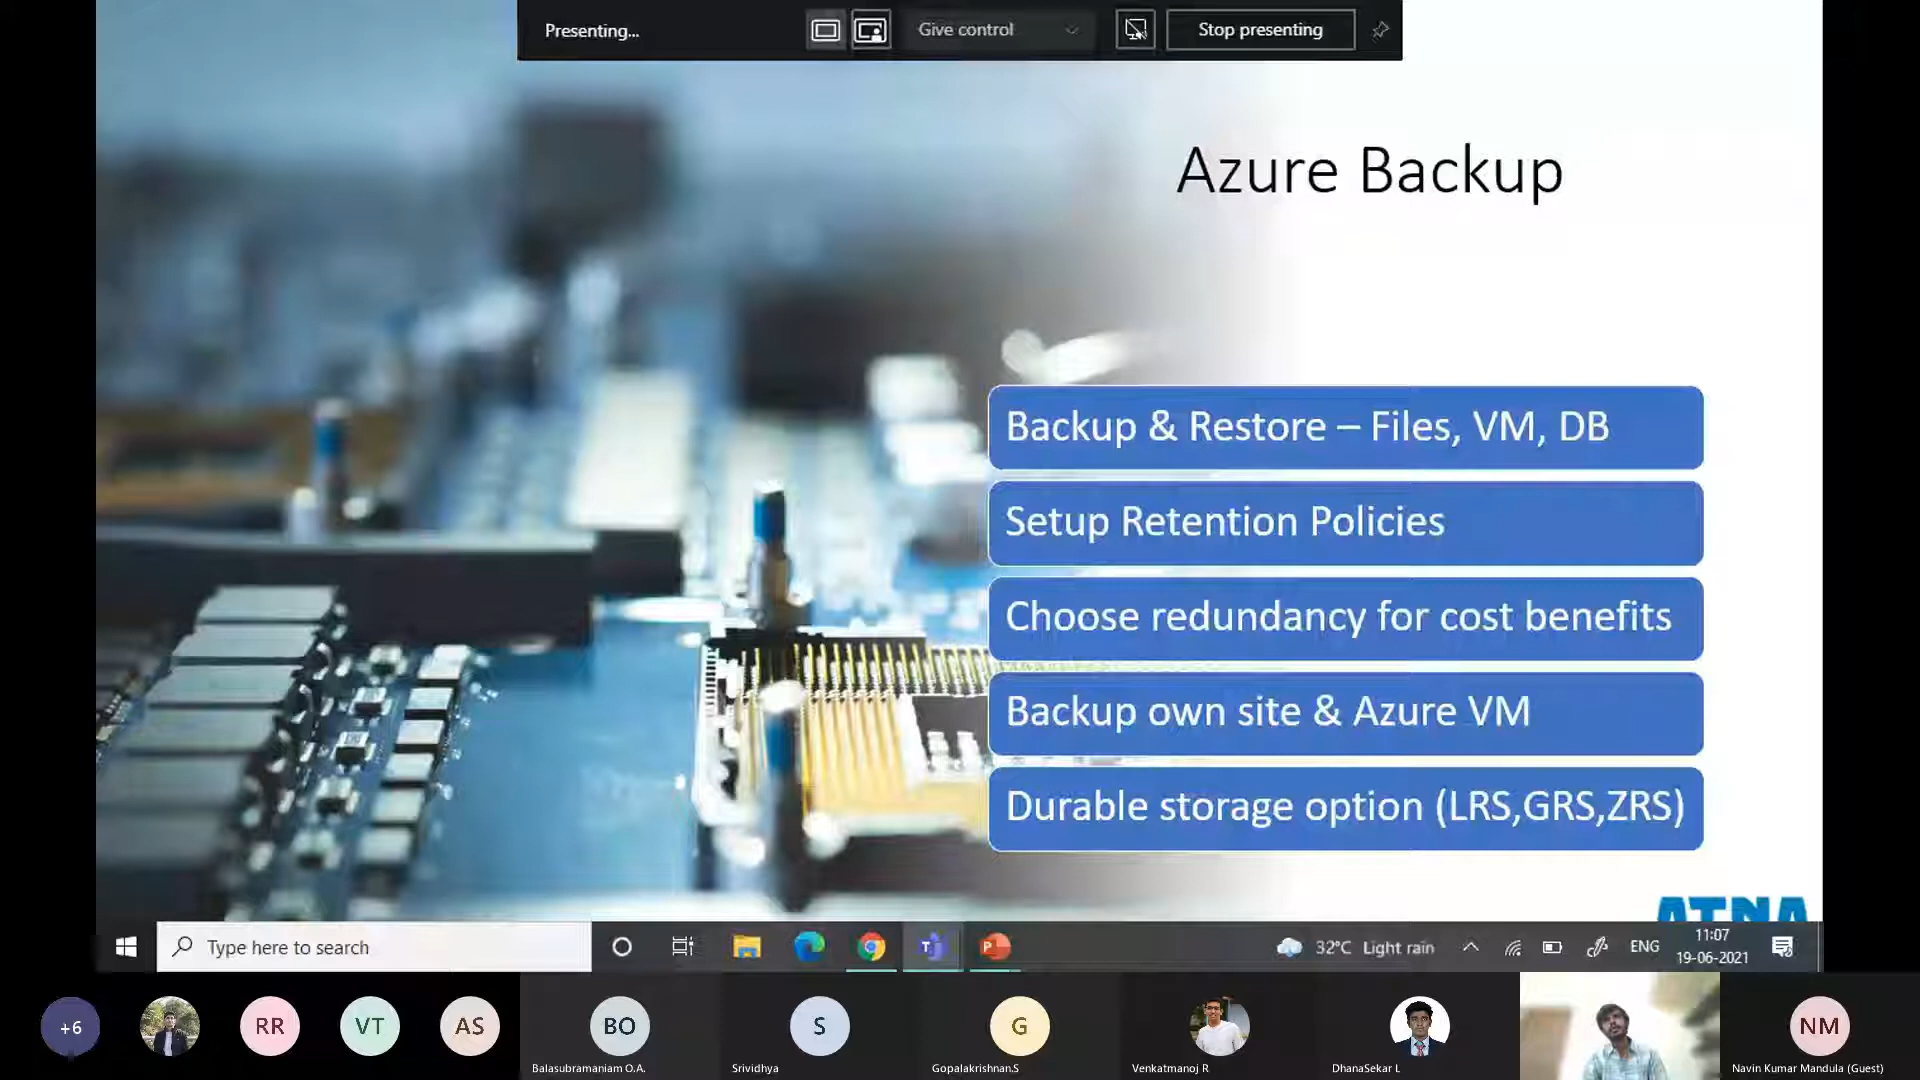 Presenting...
Give control
Stop presenting
Azure Backup
Backup & Restore – Files, VM, DB
Setup Retention Policies
Choose redundancy for cost benefits
Backup own site & Azure VM
Durable storage option (LRS,GRS,ZRS)
ATNA
Type here to search
32°C Light rain
ENG
11:07
19-06-2021
+6
RR
VT
AS
BO
S
G
NM
Balasubramaniam O.A.
Srividhya
Gopalakrishnan.S
Venkatmanoj R
DhanaSekar L
Navin Kumar Mandula (Guest)